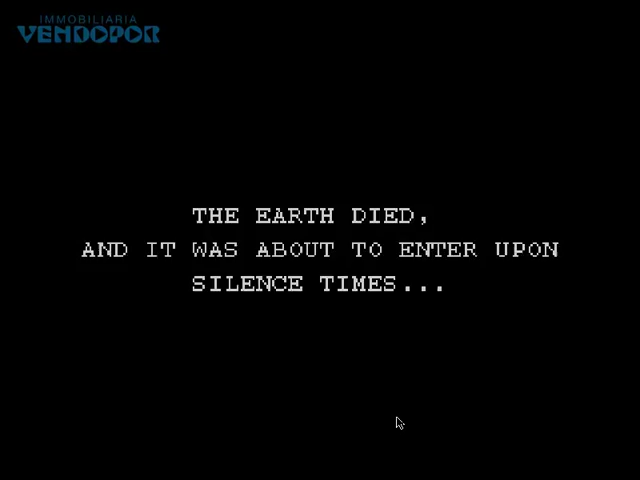 IMMOBILIARIA
VENDOPOR
THE EARTH DIED,
AND IT WAS ABOUT TO ENTER UPON
SILENCE TIMES...